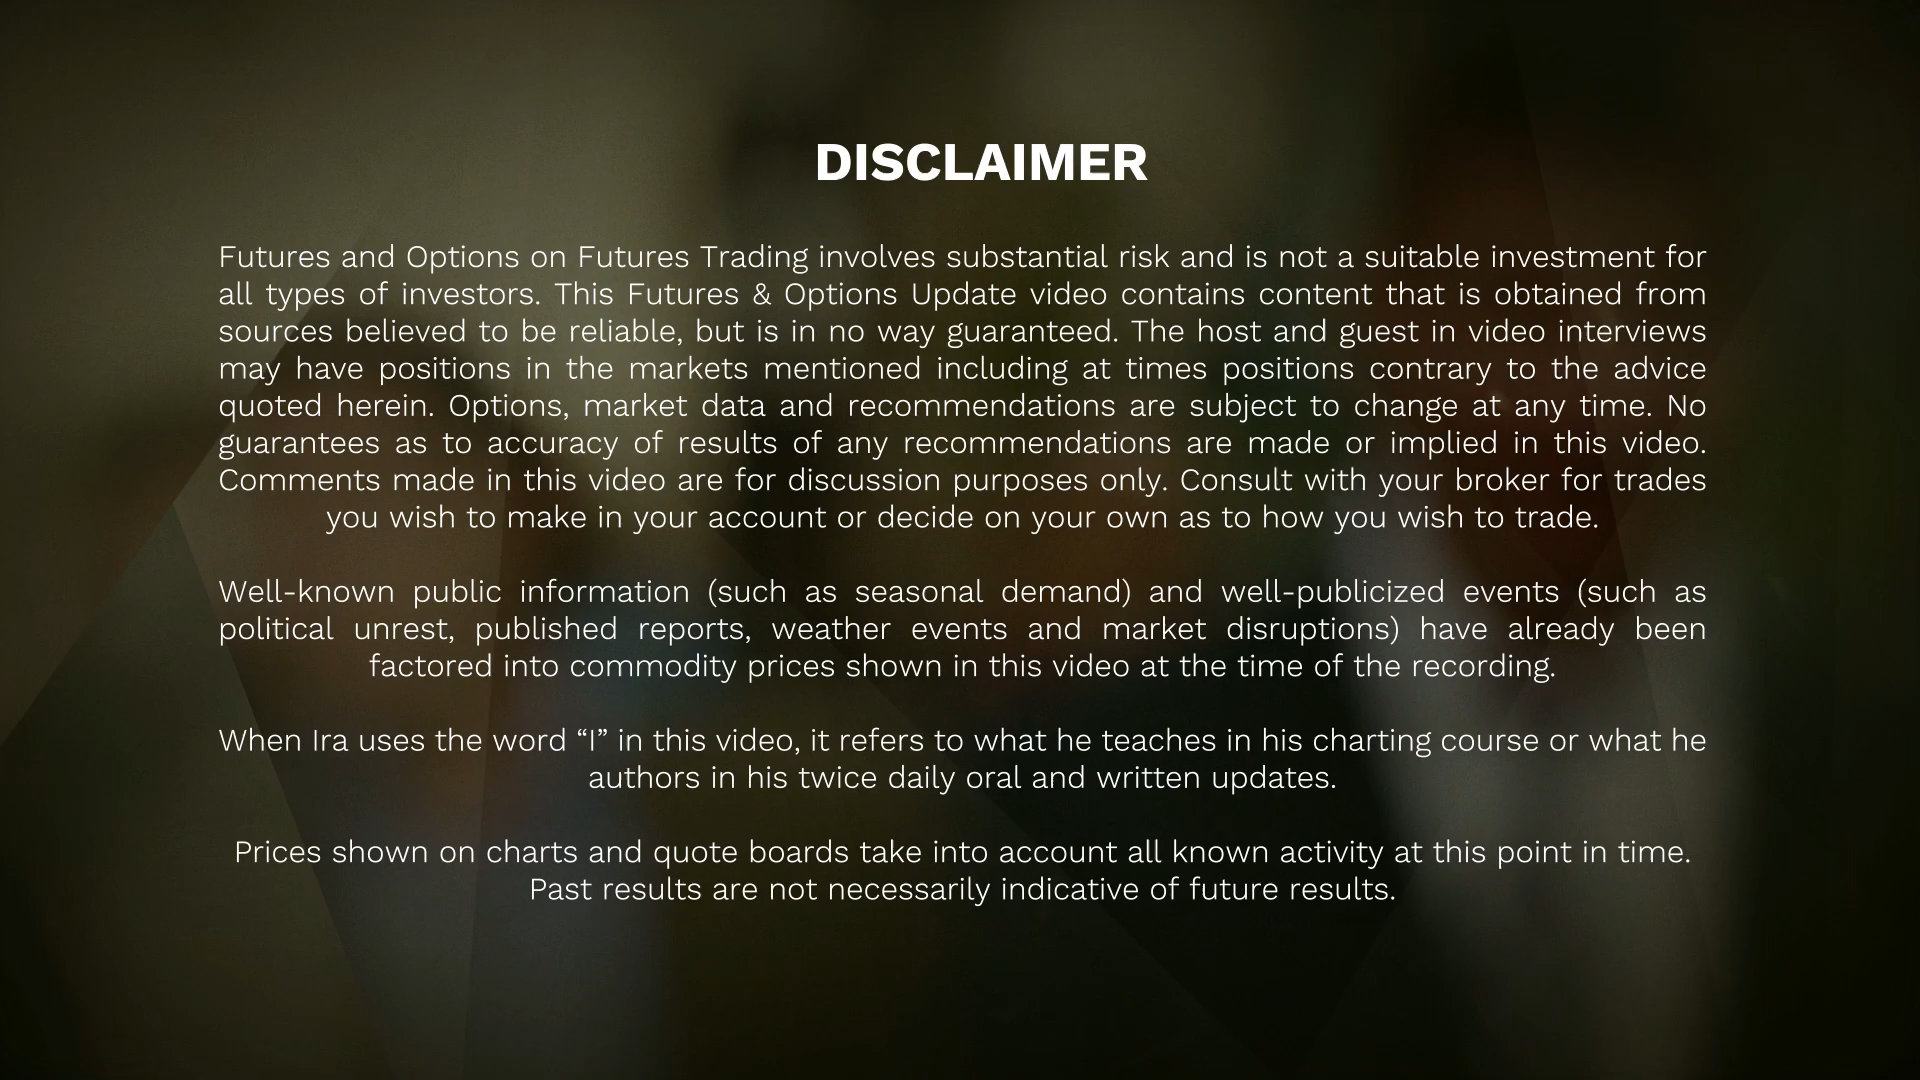 DISCLAIMER
Futures and Options on Futures Trading involves substantial risk and is not a suitable investment for
all types of investors. This Futures & Options Update video contains content that is obtained from
sources believed to be reliable, but is in no way guaranteed. The host and guest in video interviews
may have positions in the markets mentioned including at times positions contrary to the advice
quoted herein. Options, market data and recommendations are subject to change at any time. No
guarantees as to accuracy of results of any recommendations are made or implied in this video.
Comments made in this video are for discussion purposes only. Consult with your broker for trades
you wish to make in your account or decide on your own as to how you wish to trade.
Well-known public information (such as seasonal demand) and well-publicized events (such as
political unrest, published reports, weather events and market disruptions) have already been
factored into commodity prices shown in this video at the time of the recording.
When Ira uses the word “I” in this video, it refers to what he teaches in his charting course or what he
authors in his twice daily oral and written updates.
Prices shown on charts and quote boards take into account all known activity at this point in time.
Past results are not necessarily indicative of future results.